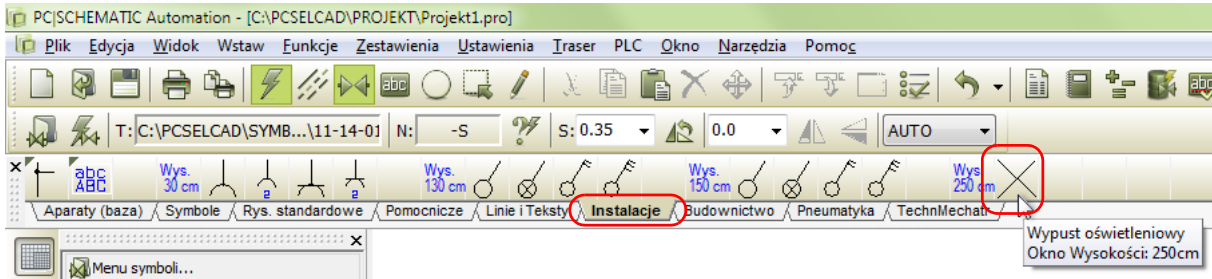 PC|SCHEMATIC Automation - [C:\PCSELCAD\PROJEKT\Projekt1.pro]
Plik Edycja Widok Wstaw Funkcje Zestawienia Ustawienia Traser PLC Okno Narzędzia Pomoc
abc
T: C:\PCSELCAD\SYMB...\11-14-01 N: -S S: 0.35 0.0 AUTO
abc ABC Wys. 30 cm 2 2 Wys. 130 cm Wys. 150 cm Wys. 250 cm
Aparaty (baza) Symbole Rys. standardowe Pomocnicze Linie i Teksty Instalacje Budownictwo Pneumatyka TechnMechatr
Wypust oświetleniowy
Okno Wysokości: 250cm
Menu symboli...